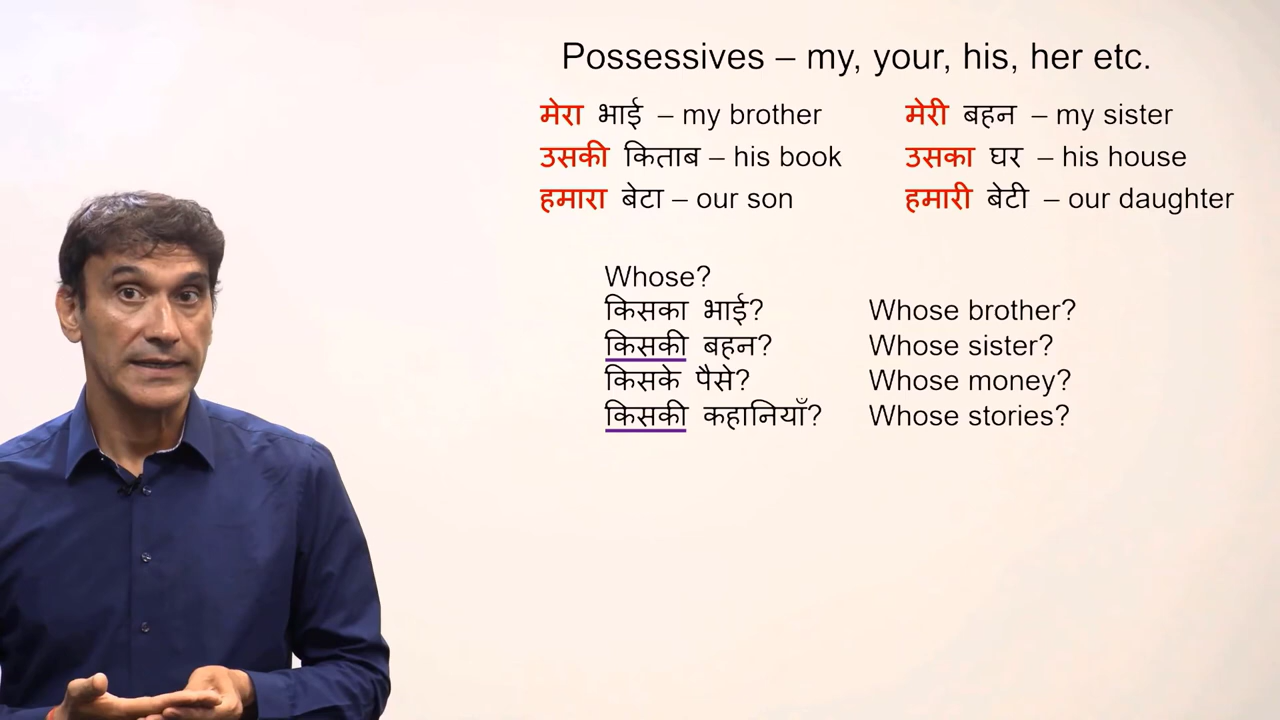 Possessives – my, your, his, her etc.
मेरा भाई – my brother मेरी बहन – my sister
उसकी किताब – his book उसका घर – his house
हमारा बेटा – our son हमारी बेटी – our daughter
Whose?
किसका भाई? Whose brother?
किसकी बहन? Whose sister?
किसके पैसे? Whose money?
किसकी कहानियाँ? Whose stories?